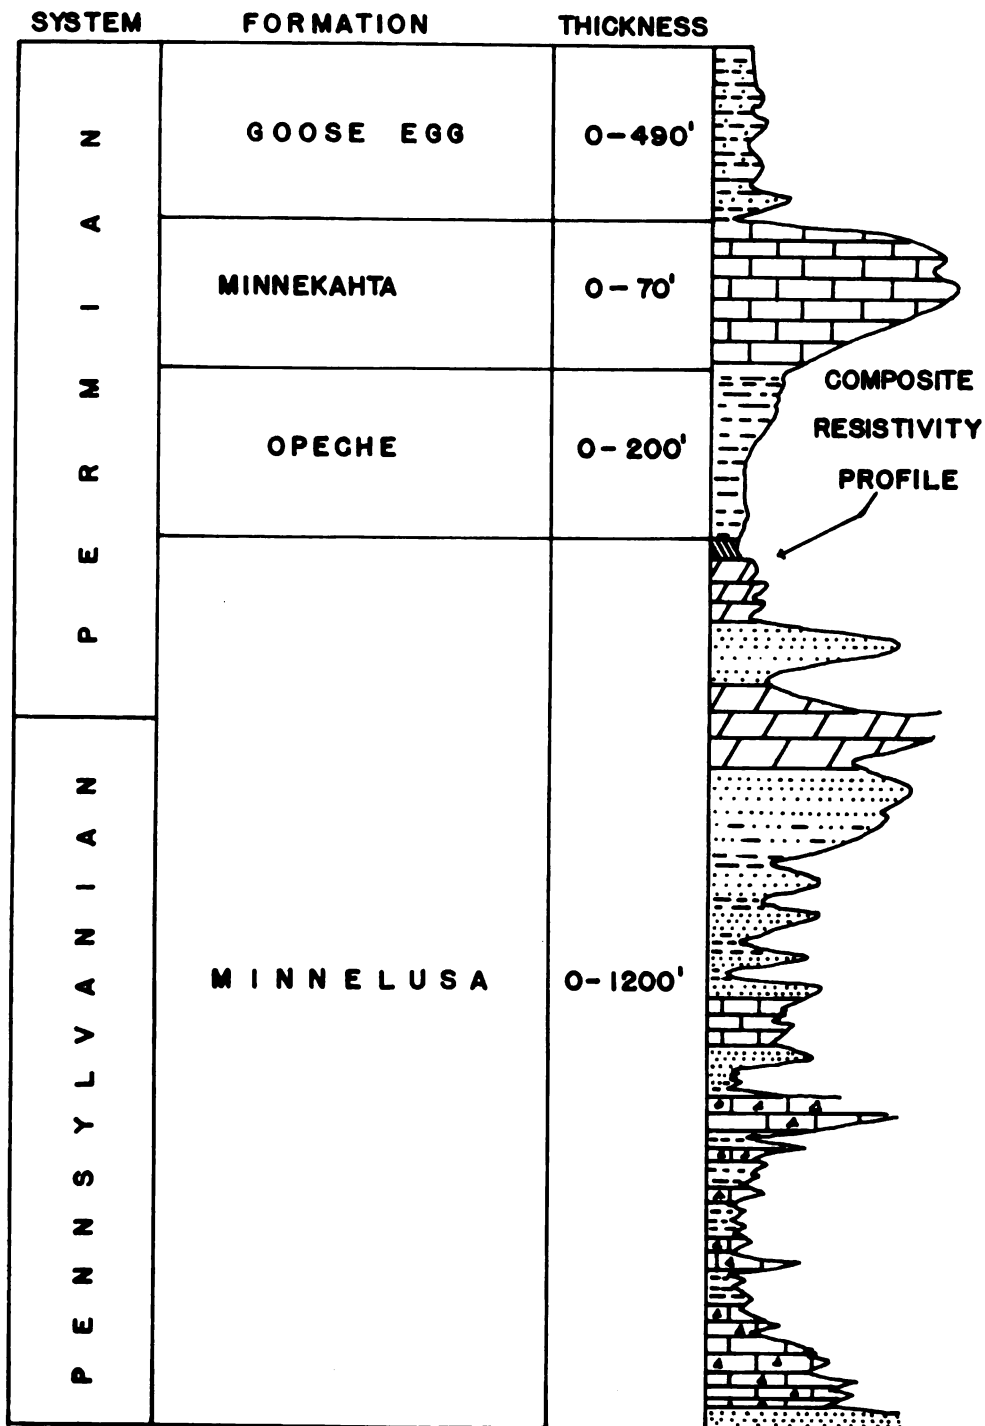 SYSTEM FORMATION THICKNESS
PERMIAN
GOOSE EGG 0-490'
MINNEKAHTA 0-70'
OPECHE 0-200'
COMPOSITE
RESISTIVITY
PROFILE
PENNSYLVANIAN
MINNELUSA 0-1200'